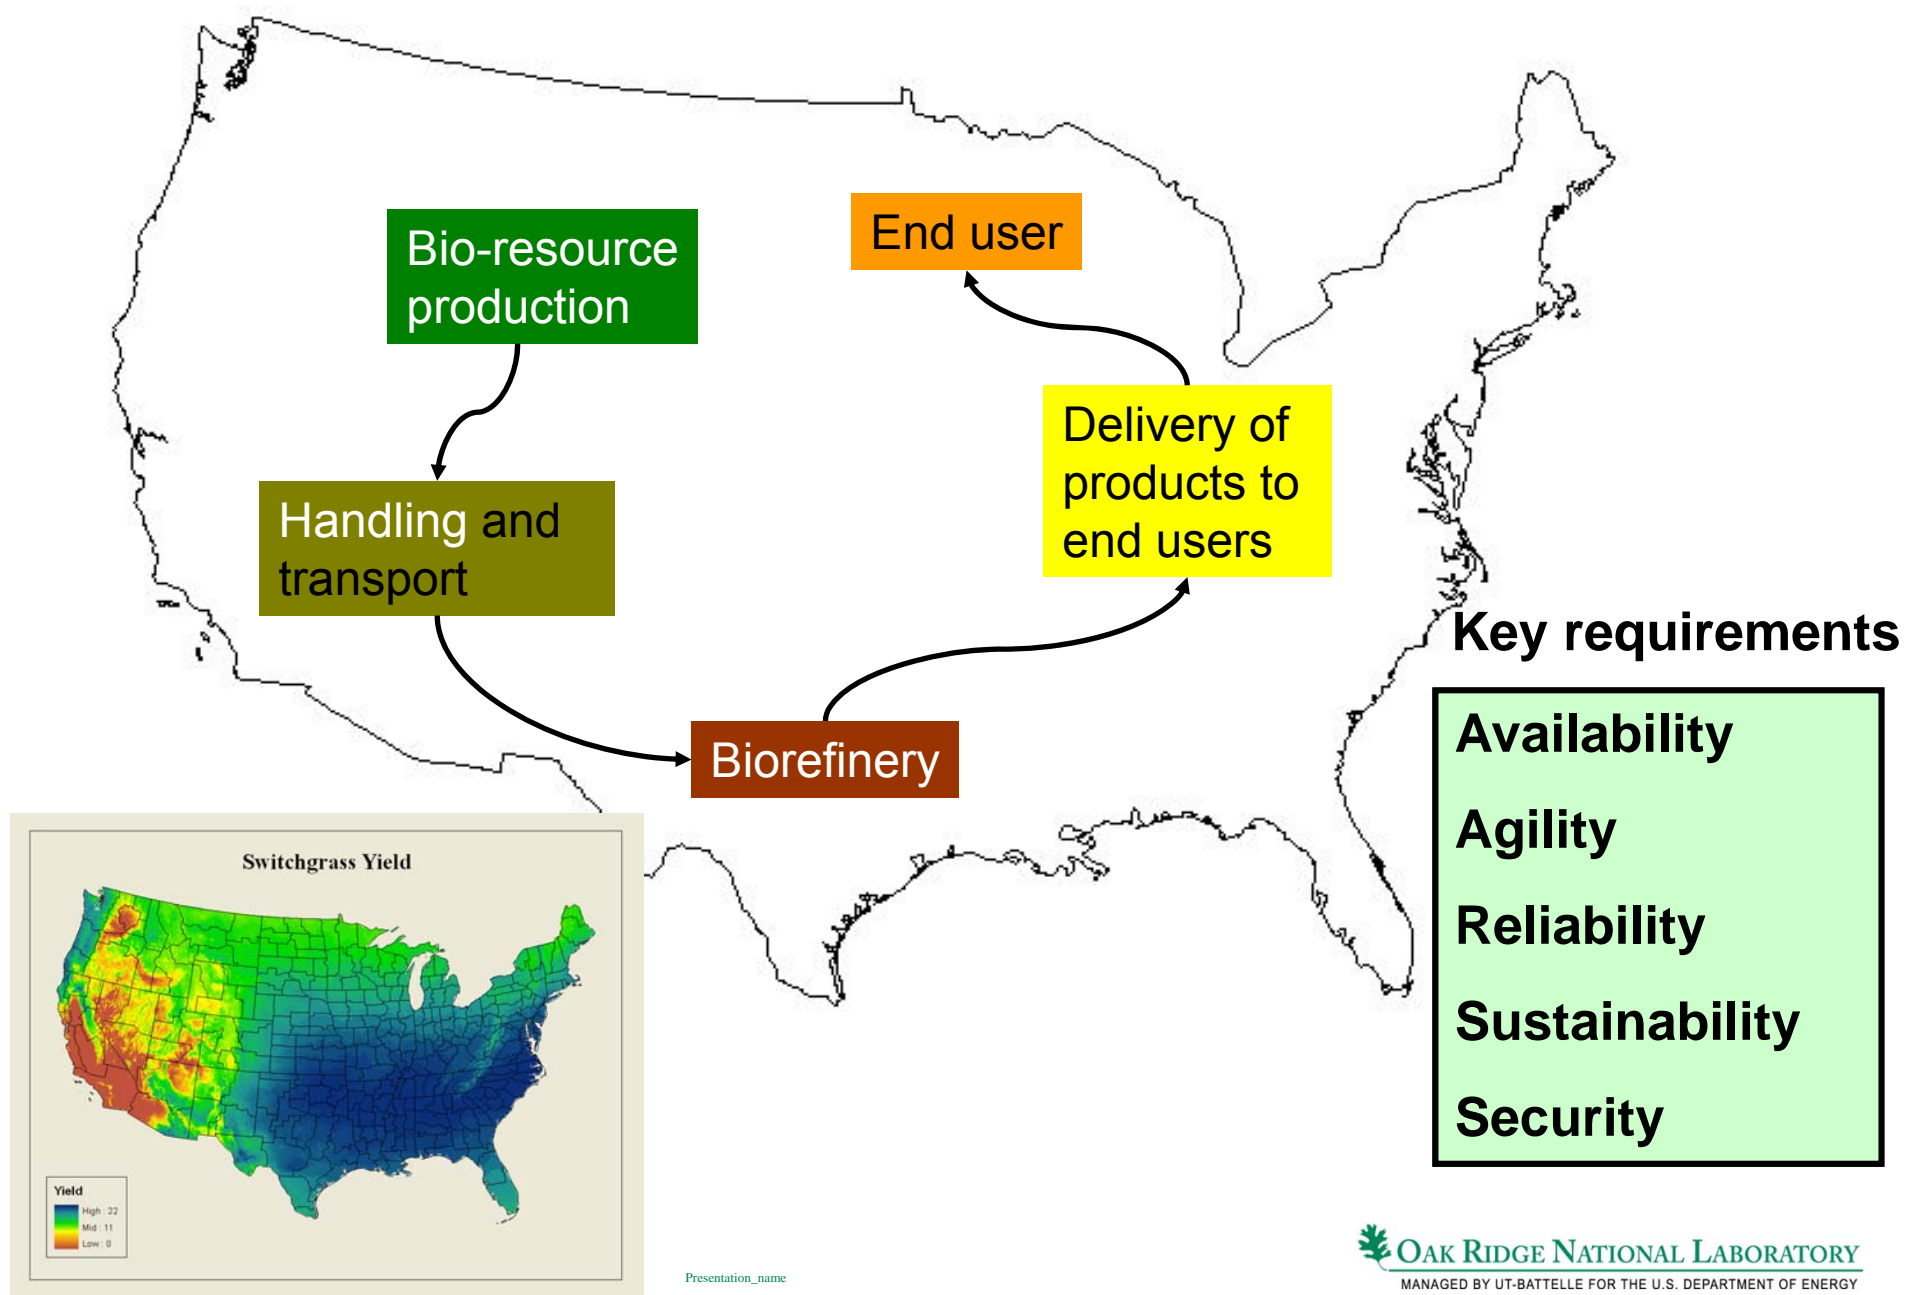 Bio-resource
production
End user
Handling and
transport
Delivery of
products to
end users
Biorefinery
Key requirements
Availability
Agility
Reliability
Sustainability
Security
Switchgrass Yield
Yield
High : 22
Mid : 11
Low : 0
Presentation_name
OAK RIDGE NATIONAL LABORATORY
MANAGED BY UT-BATTELLE FOR THE U.S. DEPARTMENT OF ENERGY